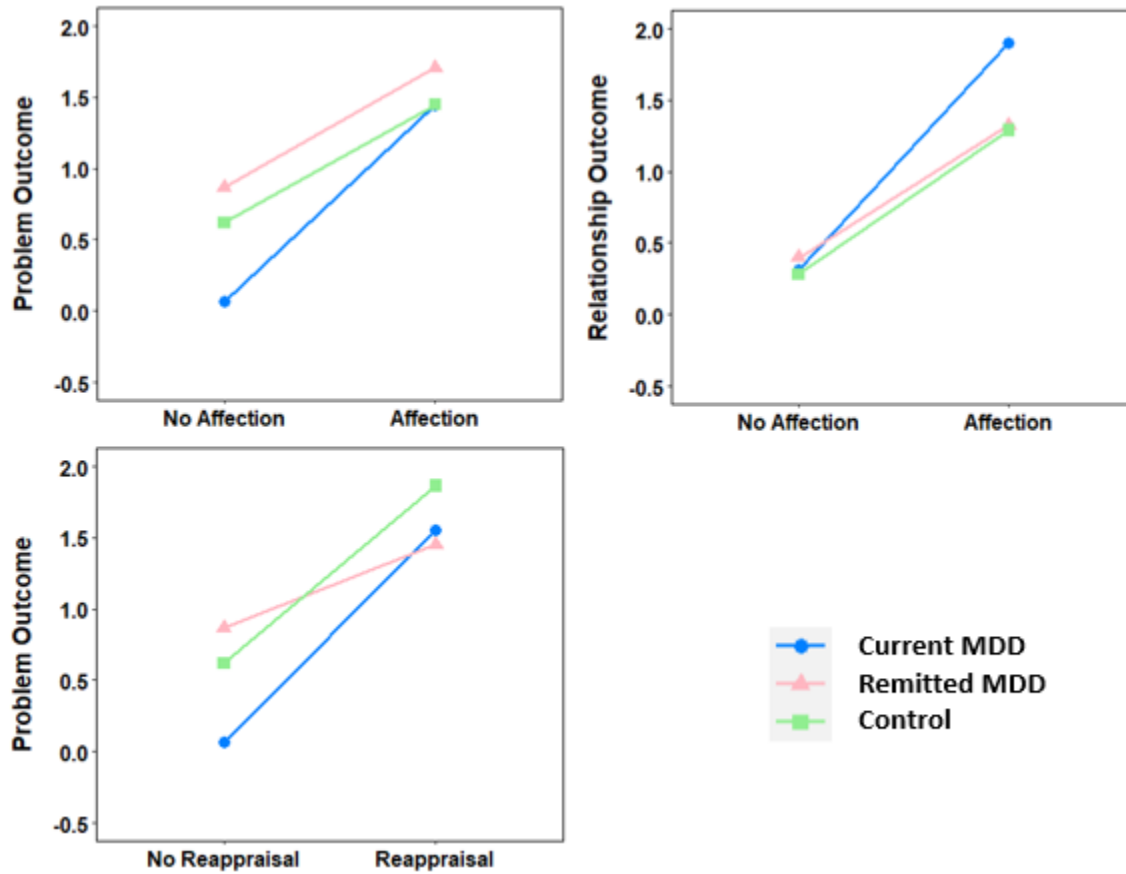 Problem Outcome
2.0
1.5
1.0
0.5
0.0
-0.5
No Affection Affection
Relationship Outcome
2.0
1.5
1.0
0.5
0.0
-0.5
No Affection Affection
Problem Outcome
2.0
1.5
1.0
0.5
0.0
-0.5
No Reappraisal Reappraisal
Current MDD
Remitted MDD
Control